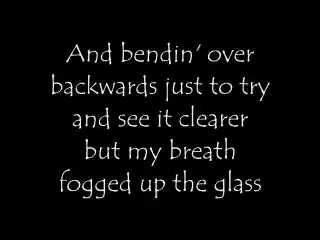 And bendin' over
backwards just to try
and see it clearer
but my breath
fogged up the glass